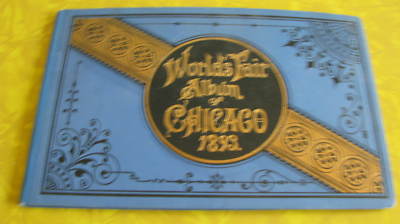 World's Fair
Album
of
CHICAGO
1893.